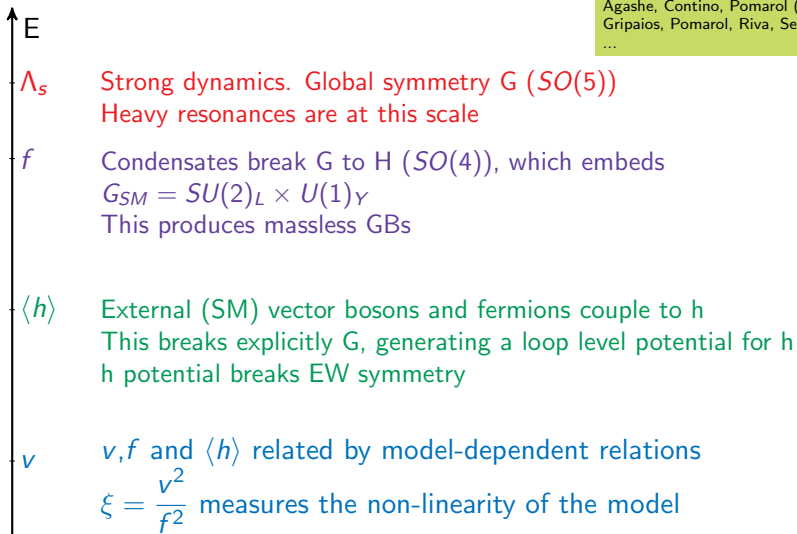 Agashe, Contino, Pomarol (
Gripaios, Pomarol, Riva, Se
...
E
Λ_s Strong dynamics. Global symmetry G (SO(5))
Heavy resonances are at this scale
f Condensates break G to H (SO(4)), which embeds
G_{SM} = SU(2)_L × U(1)_Y
This produces massless GBs
⟨h⟩ External (SM) vector bosons and fermions couple to h
This breaks explicitly G, generating a loop level potential for h
h potential breaks EW symmetry
v v,f and ⟨h⟩ related by model-dependent relations
ξ = v²/f² measures the non-linearity of the model